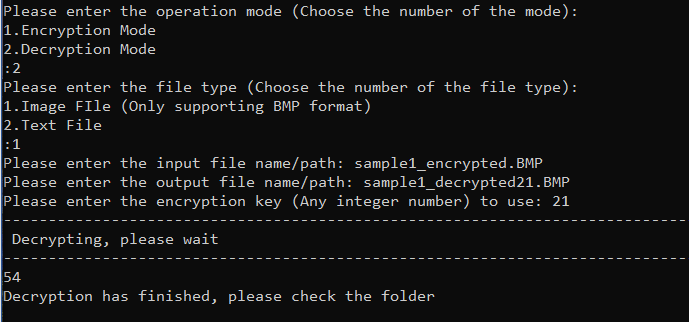 Please enter the operation mode (Choose the number of the mode):
1.Encryption Mode
2.Decryption Mode
:2
Please enter the file type (Choose the number of the file type):
1.Image FIle (Only supporting BMP format)
2.Text File
:1
Please enter the input file name/path: sample1_encrypted.BMP
Please enter the output file name/path: sample1_decrypted21.BMP
Please enter the encryption key (Any integer number) to use: 21
--------------------------------------------------------------------------
 Decrypting, please wait
--------------------------------------------------------------------------
54
Decryption has finished, please check the folder